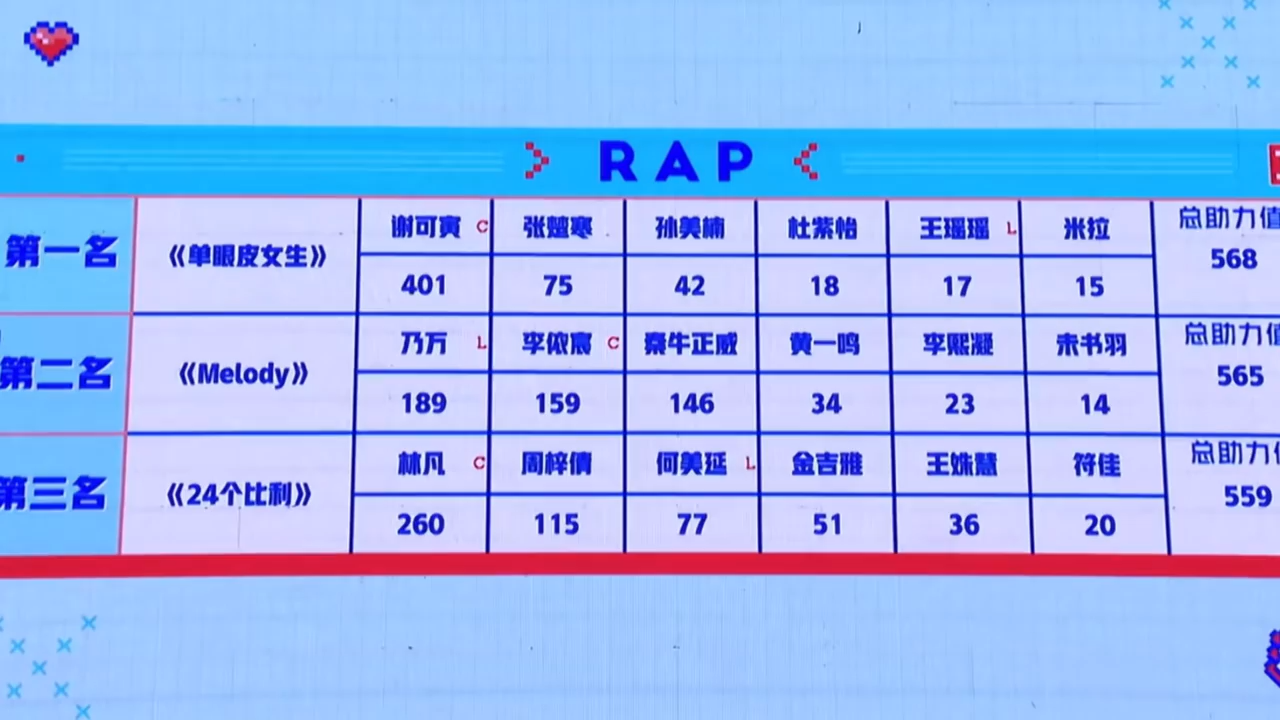 RAP
第一名 《单眼皮女生》 谢可寅 C 张楚寒 孙美楠 杜紫怡 王瑶瑶 L 米拉 总助力值
401 75 42 18 17 15 568
第二名 《Melody》 乃万 L 李依宸 C 秦牛正威 黄一鸣 李熙凝 未书羽 总助力值
189 159 146 34 23 14 565
第三名 《24个比利》 林凡 C 周梓倩 何美延 L 金吉雅 王姝慧 符佳 总助力
260 115 77 51 36 20 559